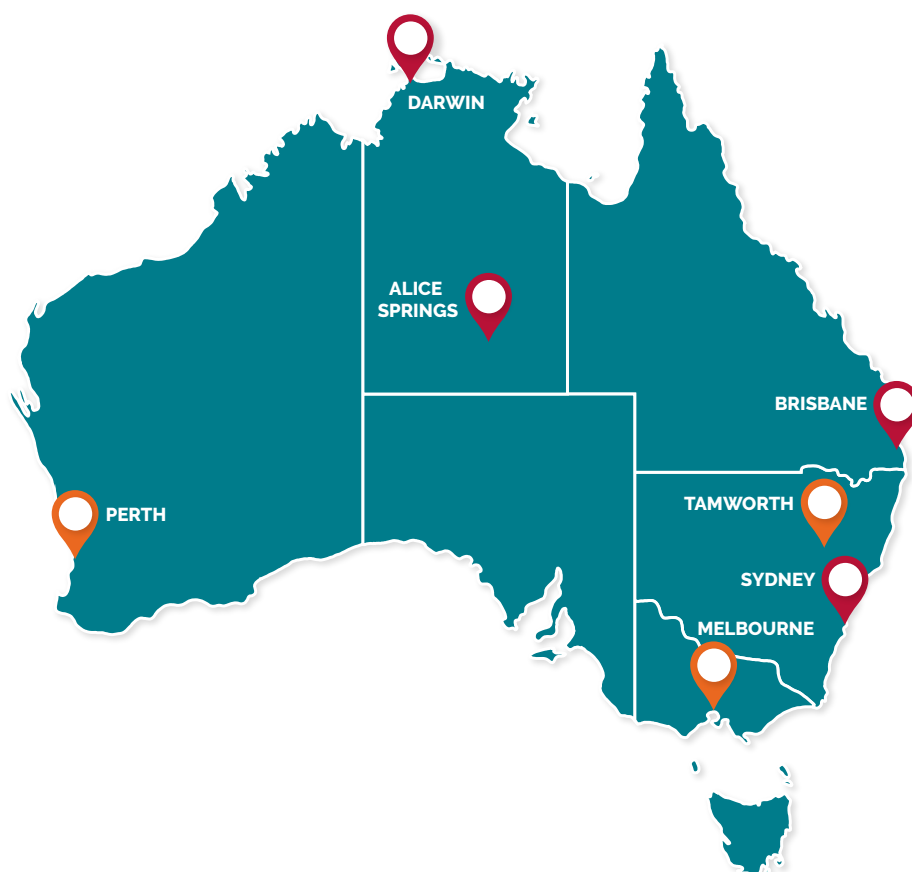 DARWIN
ALICE
SPRINGS
BRISBANE
TAMWORTH
PERTH
SYDNEY
MELBOURNE